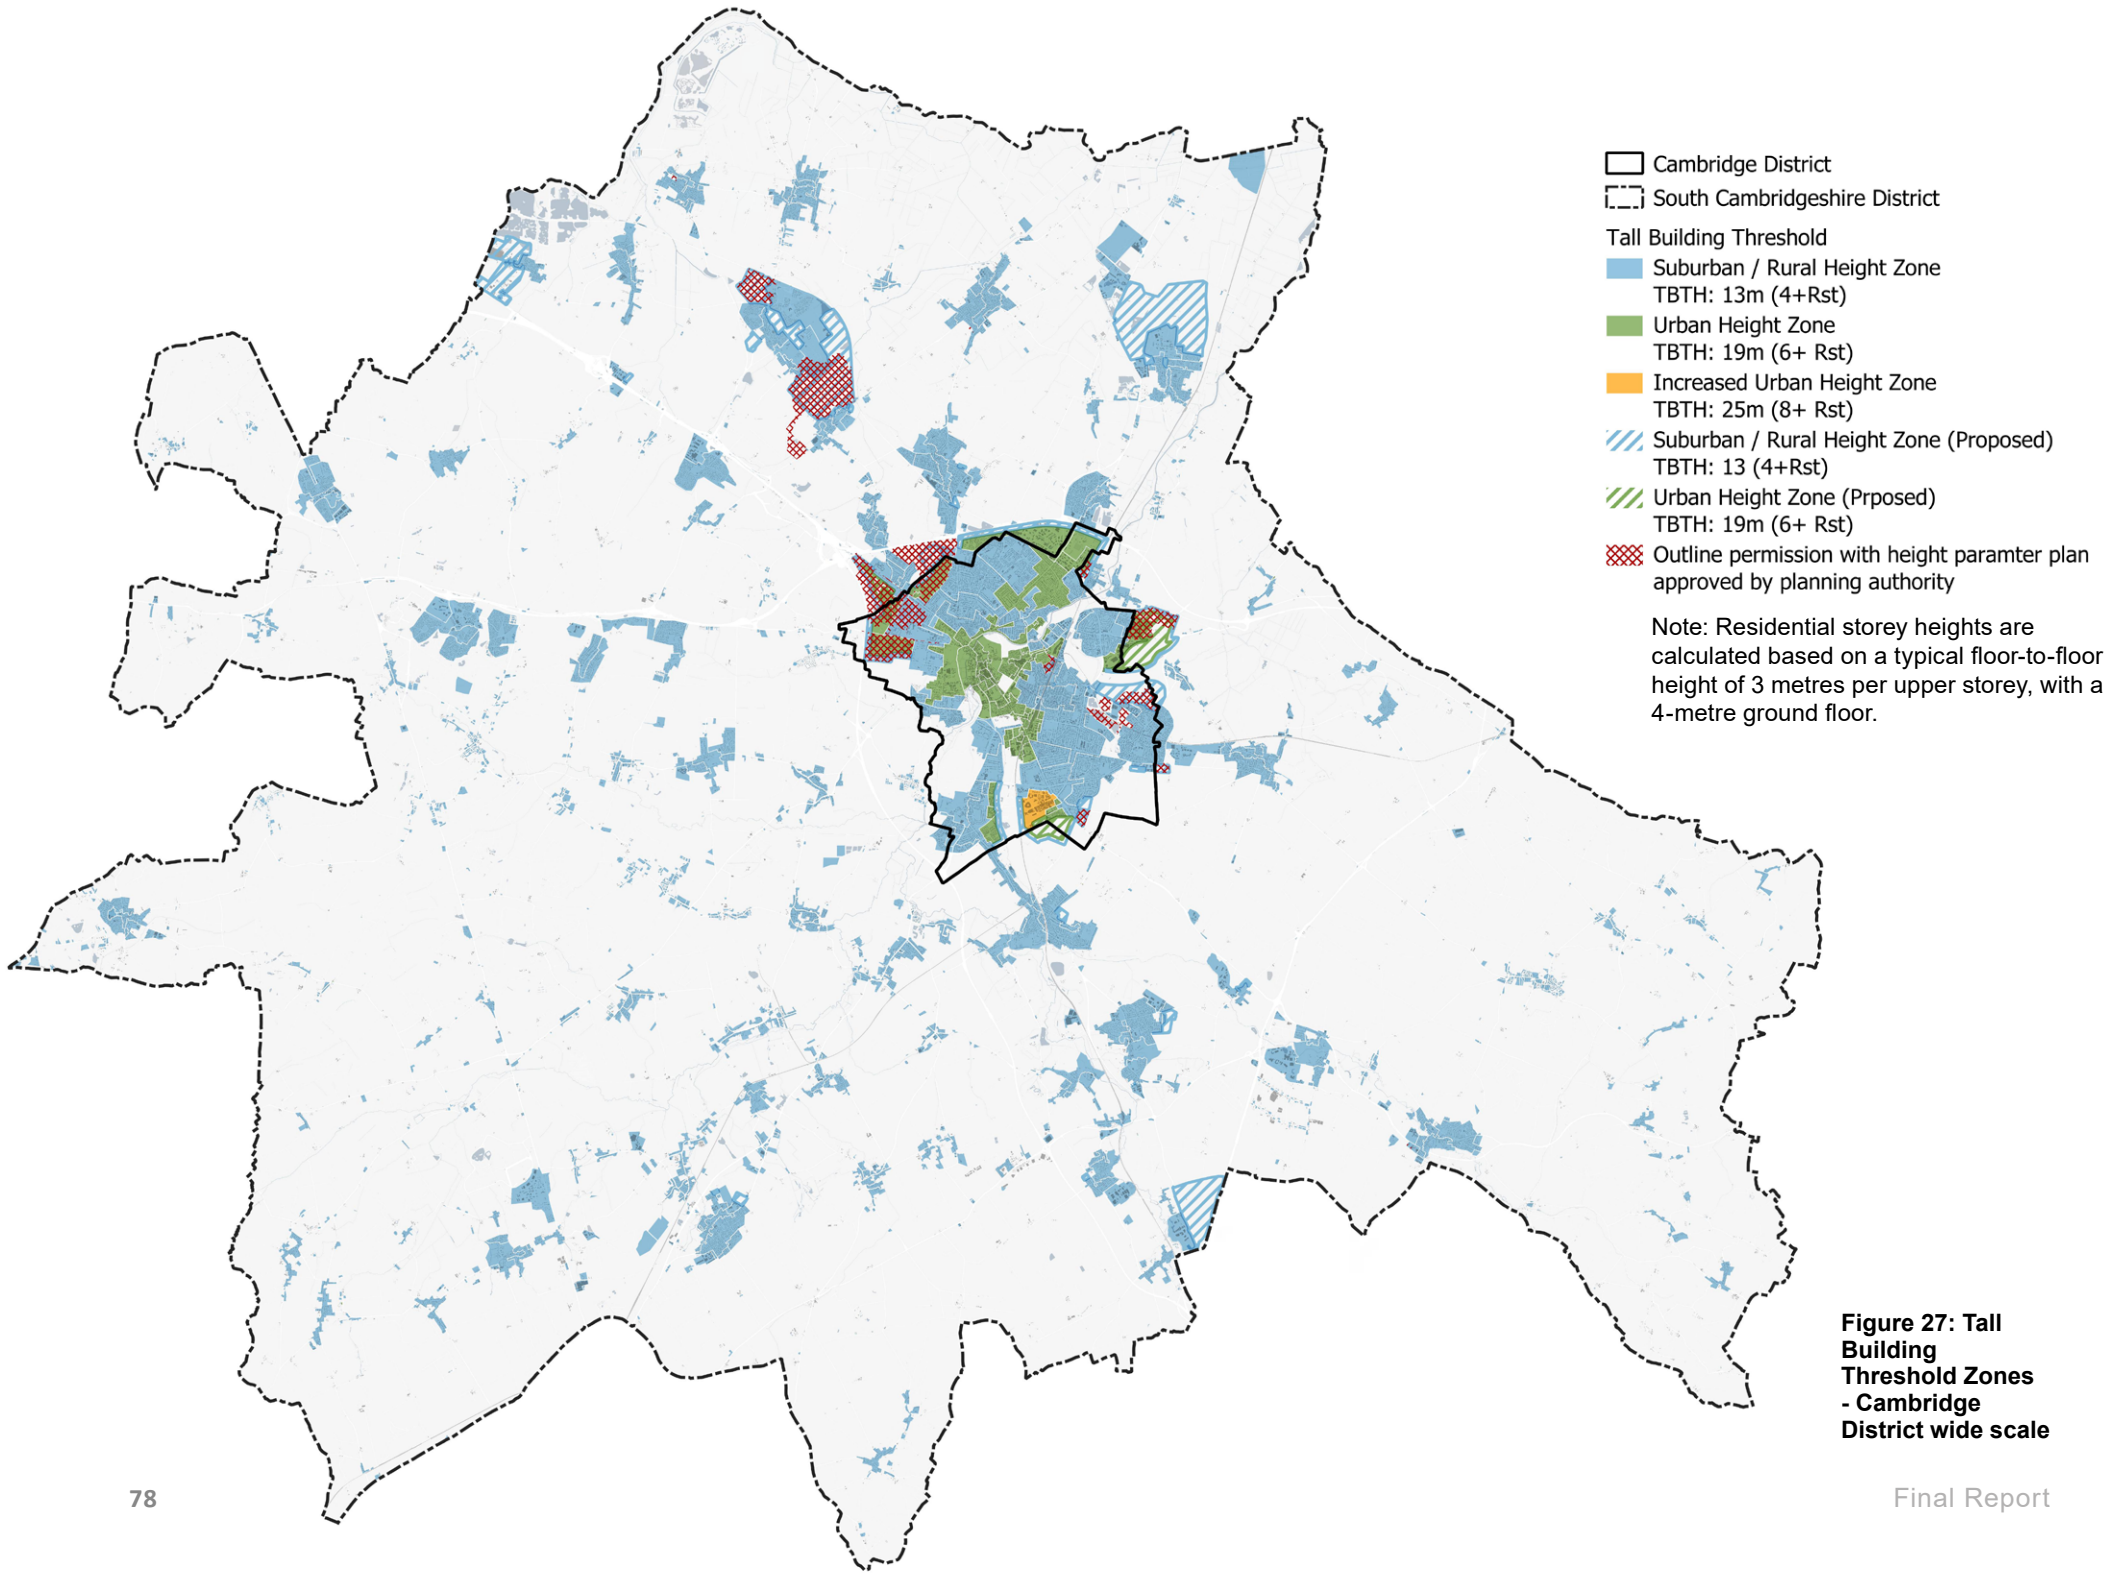 Cambridge District
South Cambridgeshire District
Tall Building Threshold
Suburban / Rural Height Zone
TBTH: 13m (4+Rst)
Urban Height Zone
TBTH: 19m (6+ Rst)
Increased Urban Height Zone
TBTH: 25m (8+ Rst)
Suburban / Rural Height Zone (Proposed)
TBTH: 13 (4+Rst)
Urban Height Zone (Prposed)
TBTH: 19m (6+ Rst)
Outline permission with height paramter plan
approved by planning authority
Note: Residential storey heights are
calculated based on a typical floor-to-floor
height of 3 metres per upper storey, with a
4-metre ground floor.
Figure 27: Tall
Building
Threshold Zones
- Cambridge
District wide scale
78
Final Report